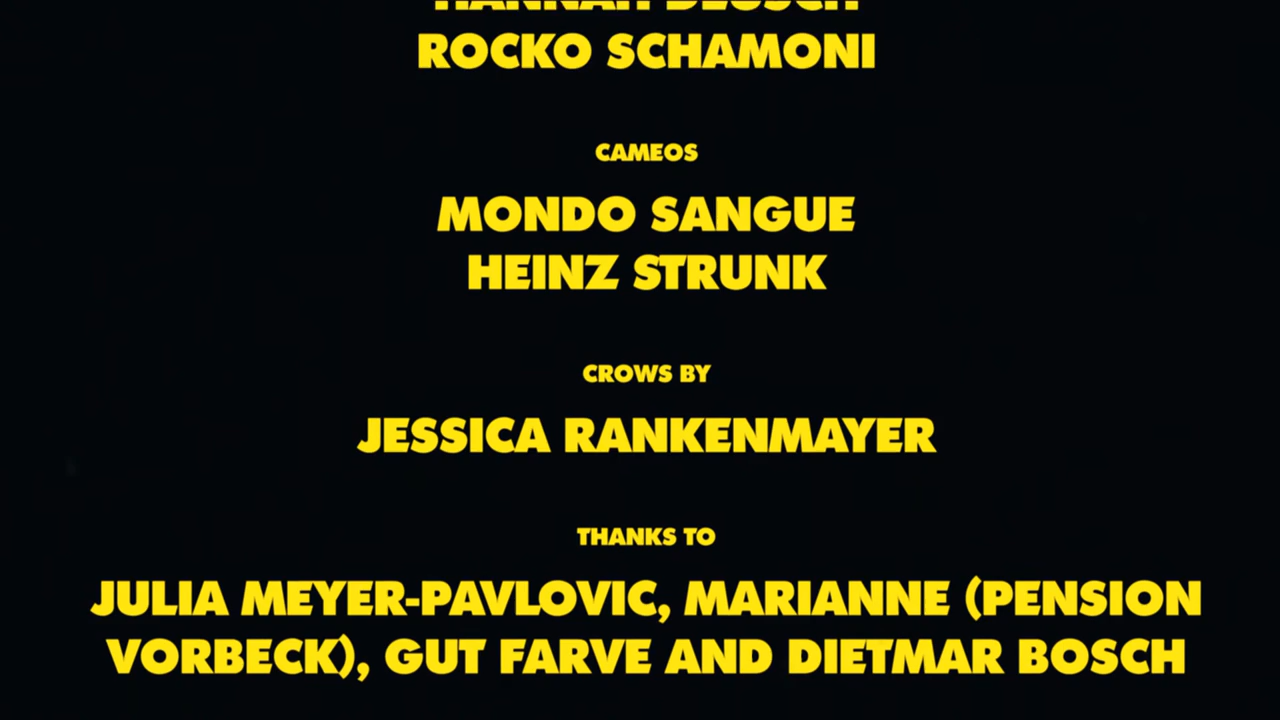 ROCKO SCHAMONI
CAMEOS
MONDO SANGUE
HEINZ STRUNK
CROWS BY
JESSICA RANKENMAYER
THANKS TO
JULIA MEYER-PAVLOVIC, MARIANNE (PENSION
VORBECK), GUT FARVE AND DIETMAR BOSCH